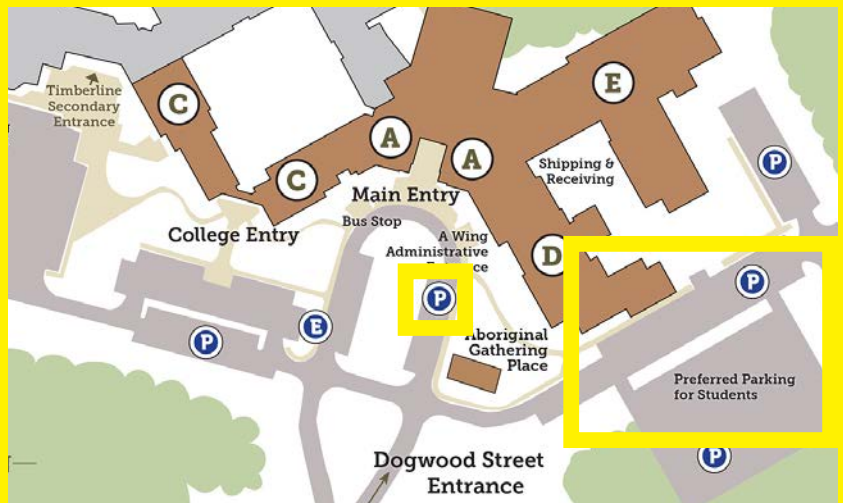 Timberline
Secondary
Entrance
C
A
E
C
A
P
Shipping &
Receiving
Main Entry
Bus Stop
College Entry
A Wing
Administrative
D
P
P
E
P
Aboriginal
Gathering
Place
Preferred Parking
for Students
P
Dogwood Street
Entrance